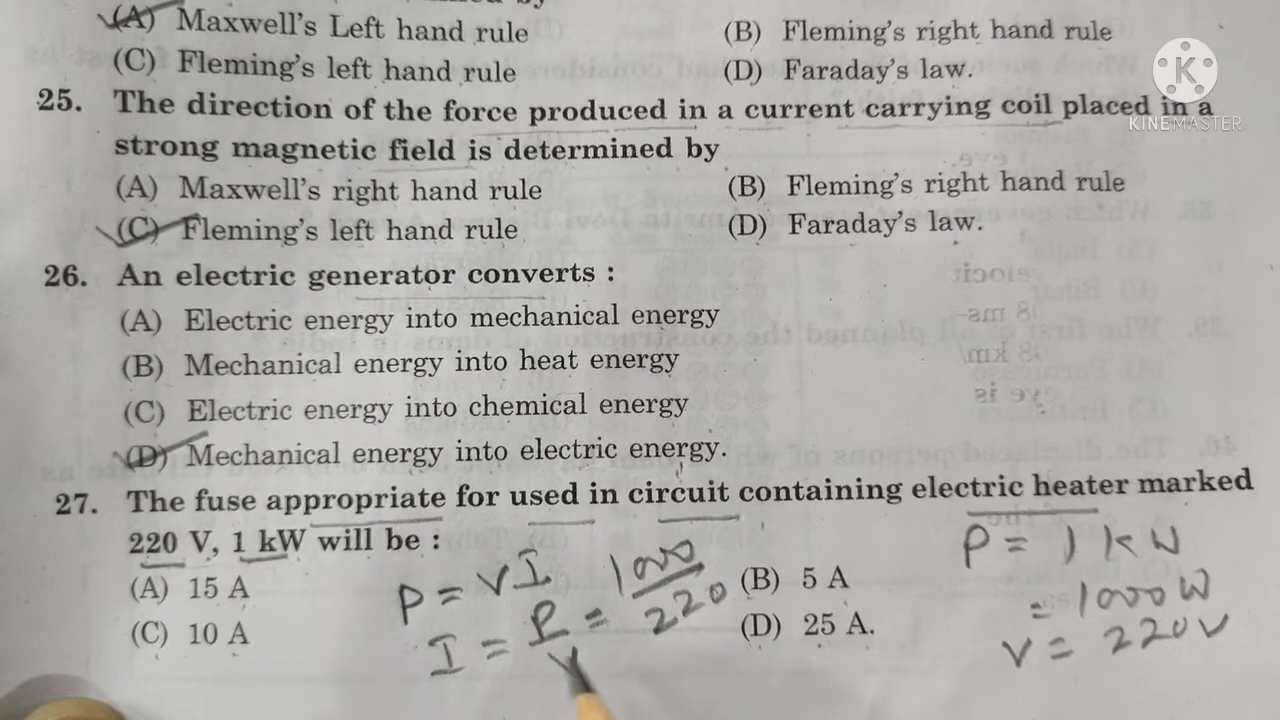 (A) Maxwell's Left hand rule (B) Fleming's right hand rule
(C) Fleming's left hand rule (D) Faraday's law.
K
KINEMASTER
25. The direction of the force produced in a current carrying coil placed in a
strong magnetic field is determined by
(A) Maxwell's right hand rule (B) Fleming's right hand rule
(C) Fleming's left hand rule (D) Faraday's law.
26. An electric generator converts :
(A) Electric energy into mechanical energy
(B) Mechanical energy into heat energy
(C) Electric energy into chemical energy
(D) Mechanical energy into electric energy.
27. The fuse appropriate for used in circuit containing electric heater marked
220 V, 1 kW will be :
(A) 15 A (B) 5 A
(C) 10 A (D) 25 A.
P = VI
I = P/V = 1000/220
P = 1 kW
= 1000W
V = 220V